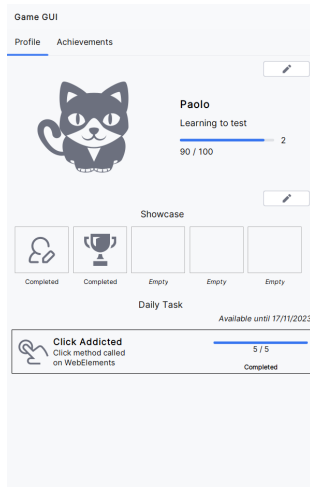 Game GUI
Profile Achievements
Paolo
Learning to test
2
90 / 100
Showcase
Completed Completed Empty Empty Empty
Daily Task
Available until 17/11/2023
Click Addicted
Click method called
on WebElements
5 / 5
Completed